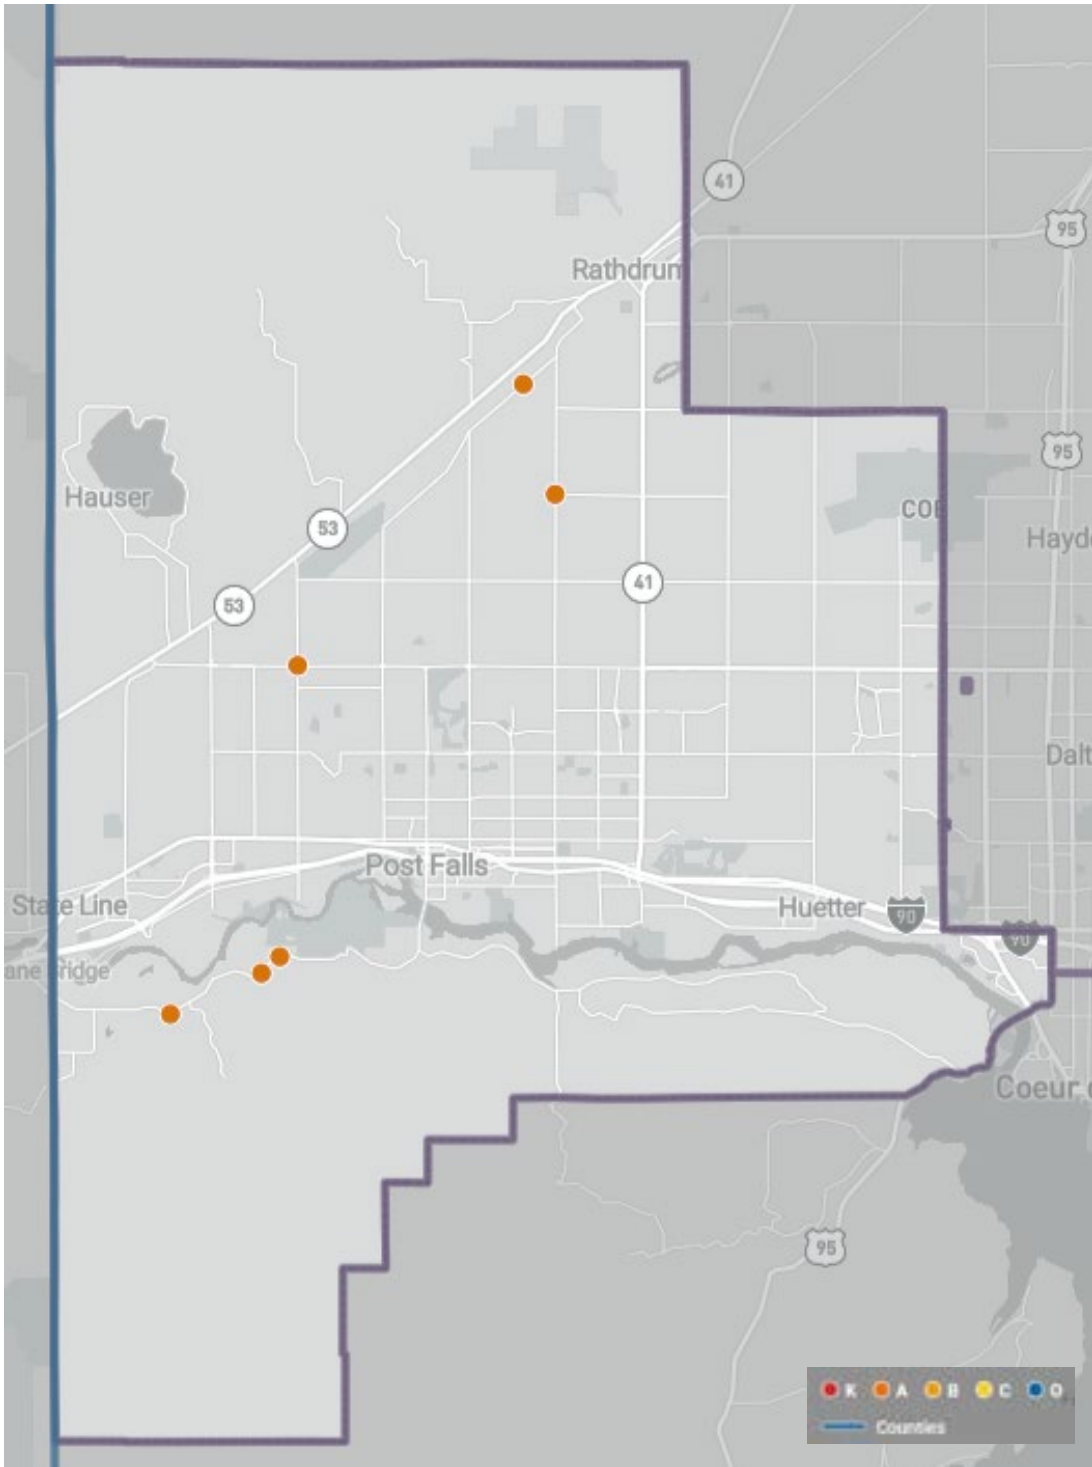 41
95
Rathdrum
95
Hauser
COE
53
Hayd
41
53
Dalt
Post Falls
State Line
Huetter
90
90
ane Bridge
Coeur d
95
K A B C O
Counties